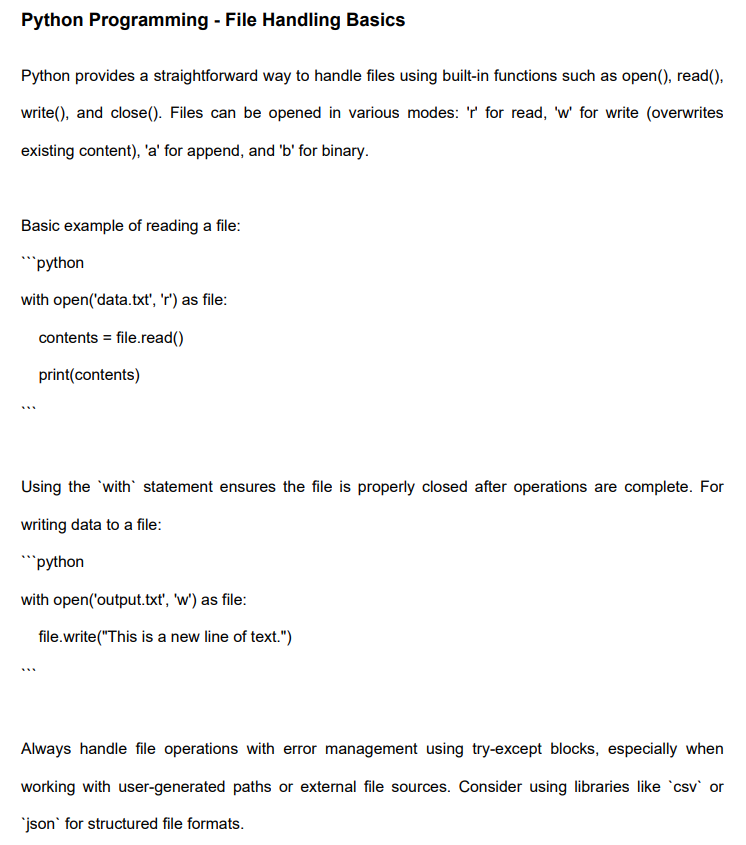 Python Programming - File Handling Basics
Python provides a straightforward way to handle files using built-in functions such as open(), read(),
write(), and close(). Files can be opened in various modes: 'r' for read, 'w' for write (overwrites
existing content), 'a' for append, and 'b' for binary.
Basic example of reading a file:
```python
with open('data.txt', 'r') as file:
    contents = file.read()
    print(contents)
```
Using the `with` statement ensures the file is properly closed after operations are complete. For
writing data to a file:
```python
with open('output.txt', 'w') as file:
    file.write("This is a new line of text.")
```
Always handle file operations with error management using try-except blocks, especially when
working with user-generated paths or external file sources. Consider using libraries like `csv` or
`json` for structured file formats.